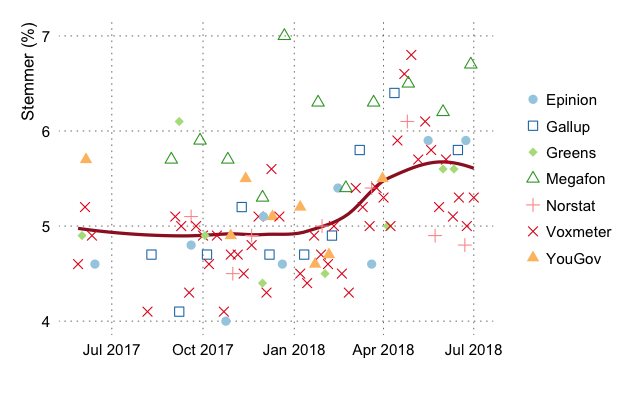 Stemmer (%)
7
6
5
4
Jul 2017 Oct 2017 Jan 2018 Apr 2018 Jul 2018
Epinion
Gallup
Greens
Megafon
Norstat
Voxmeter
YouGov